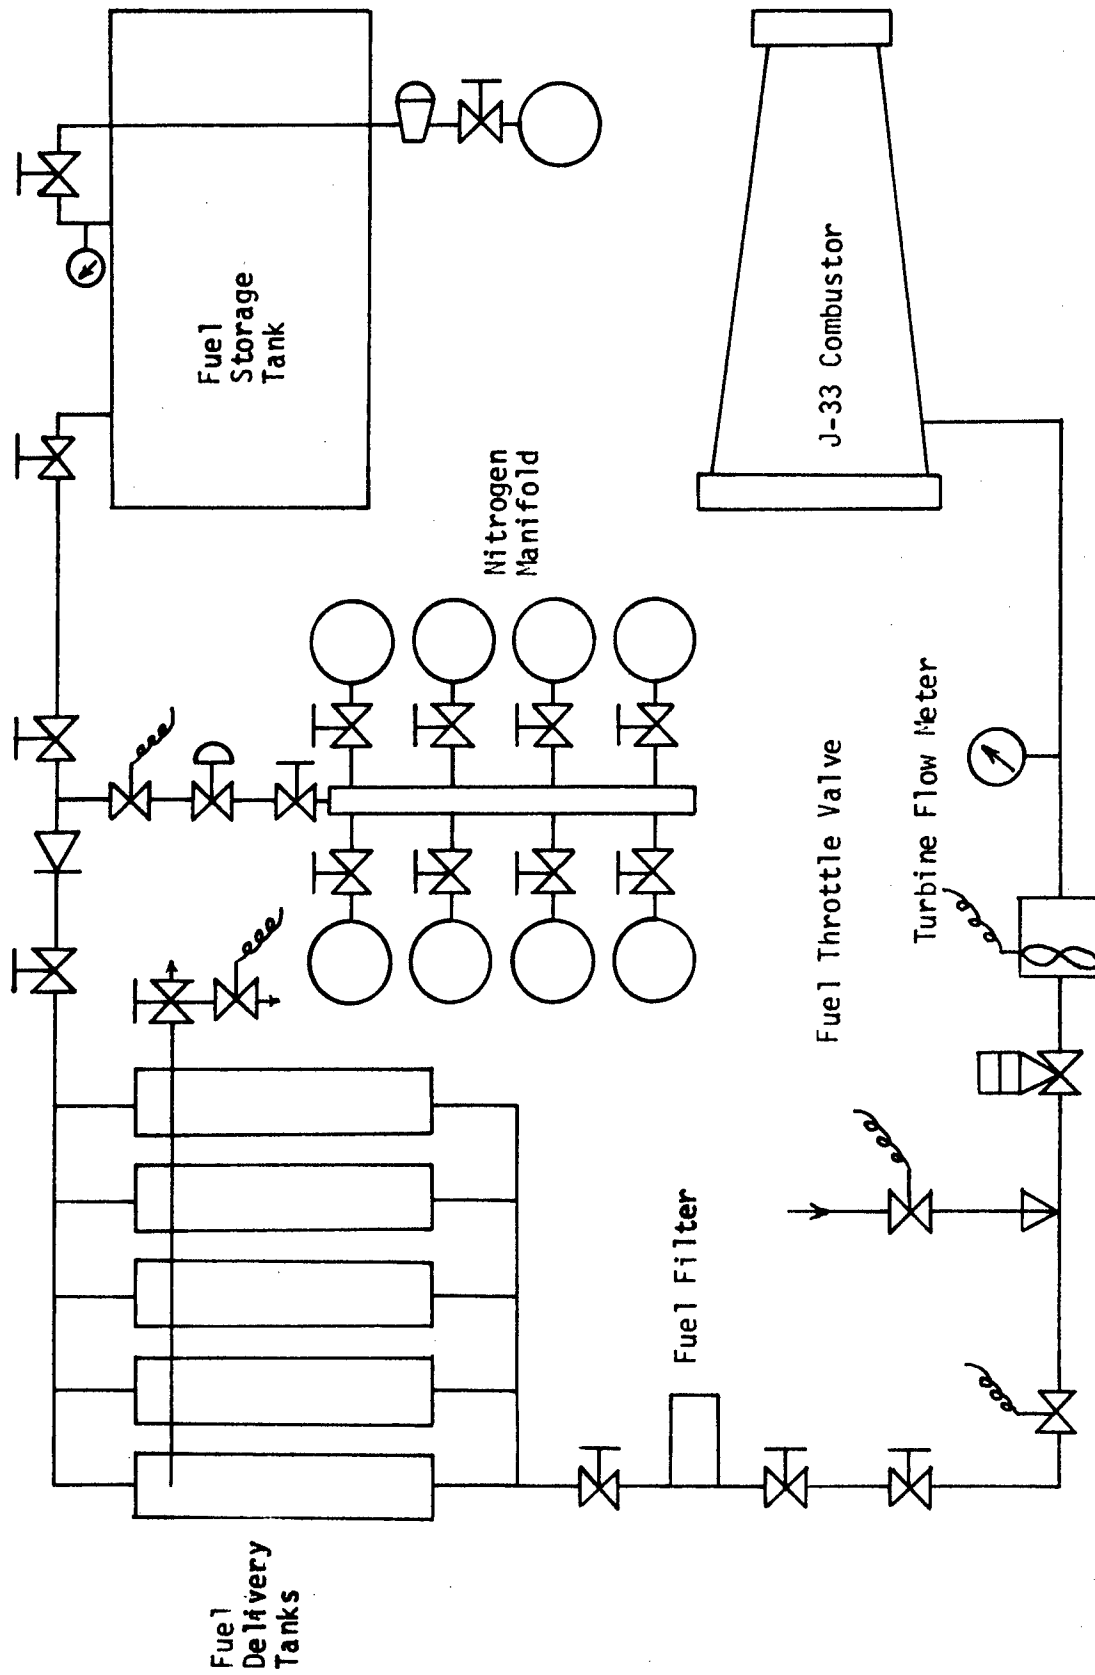 Fuel
Delivery
Tanks
Fuel Filter
Fuel Throttle Valve
Turbine Flow Meter
Nitrogen
Manifold
Fuel
Storage
Tank
J-33 Combustor